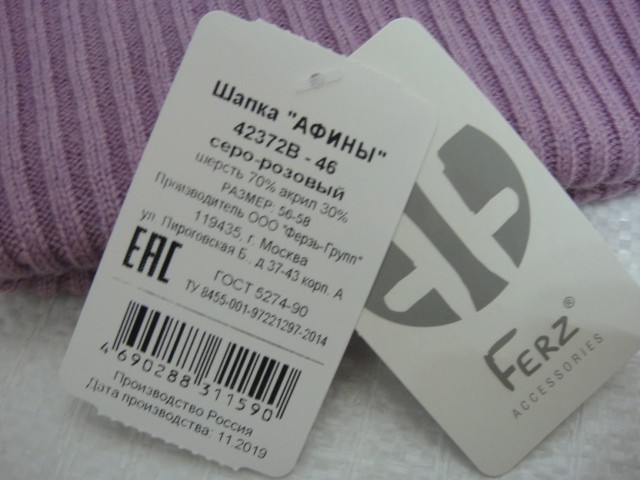 Шапка "АФИНЫ"
42372В - 46
серо-розовый
шерсть 70% акрил 30%
РАЗМЕР: 56-58
Производитель ООО "Ферзь-Групп"
119435, г. Москва
ул. Пироговская Б., д 37-43 корп. А
ЕАС
ГОСТ 5274-90
ТУ 8455-001-97221297-2014
4 690288 311590
Производство Россия
Дата производства: 11.2019
FERZ®
ACCESSORIES